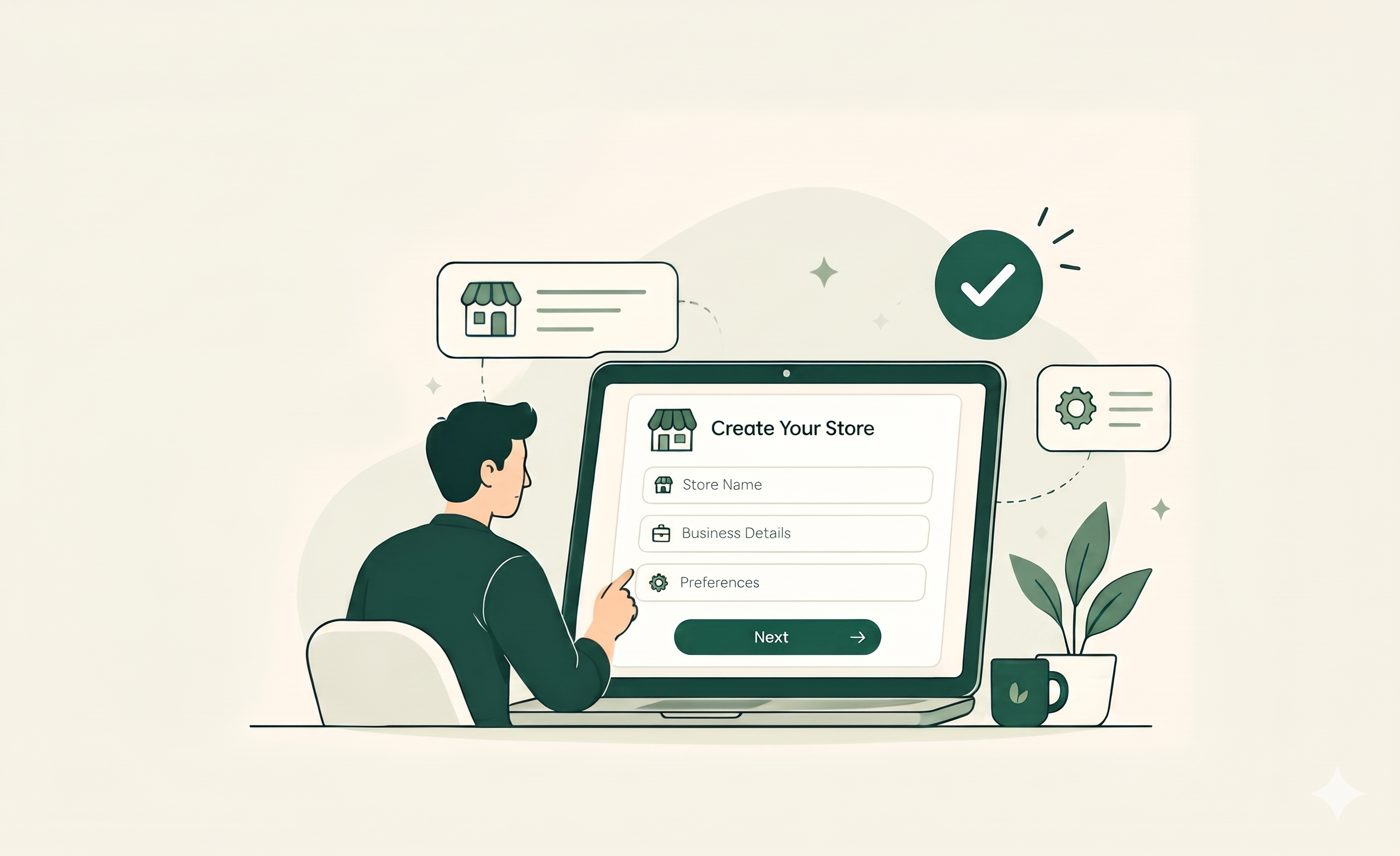 Create Your Store
Store Name
Business Details
Preferences
Next